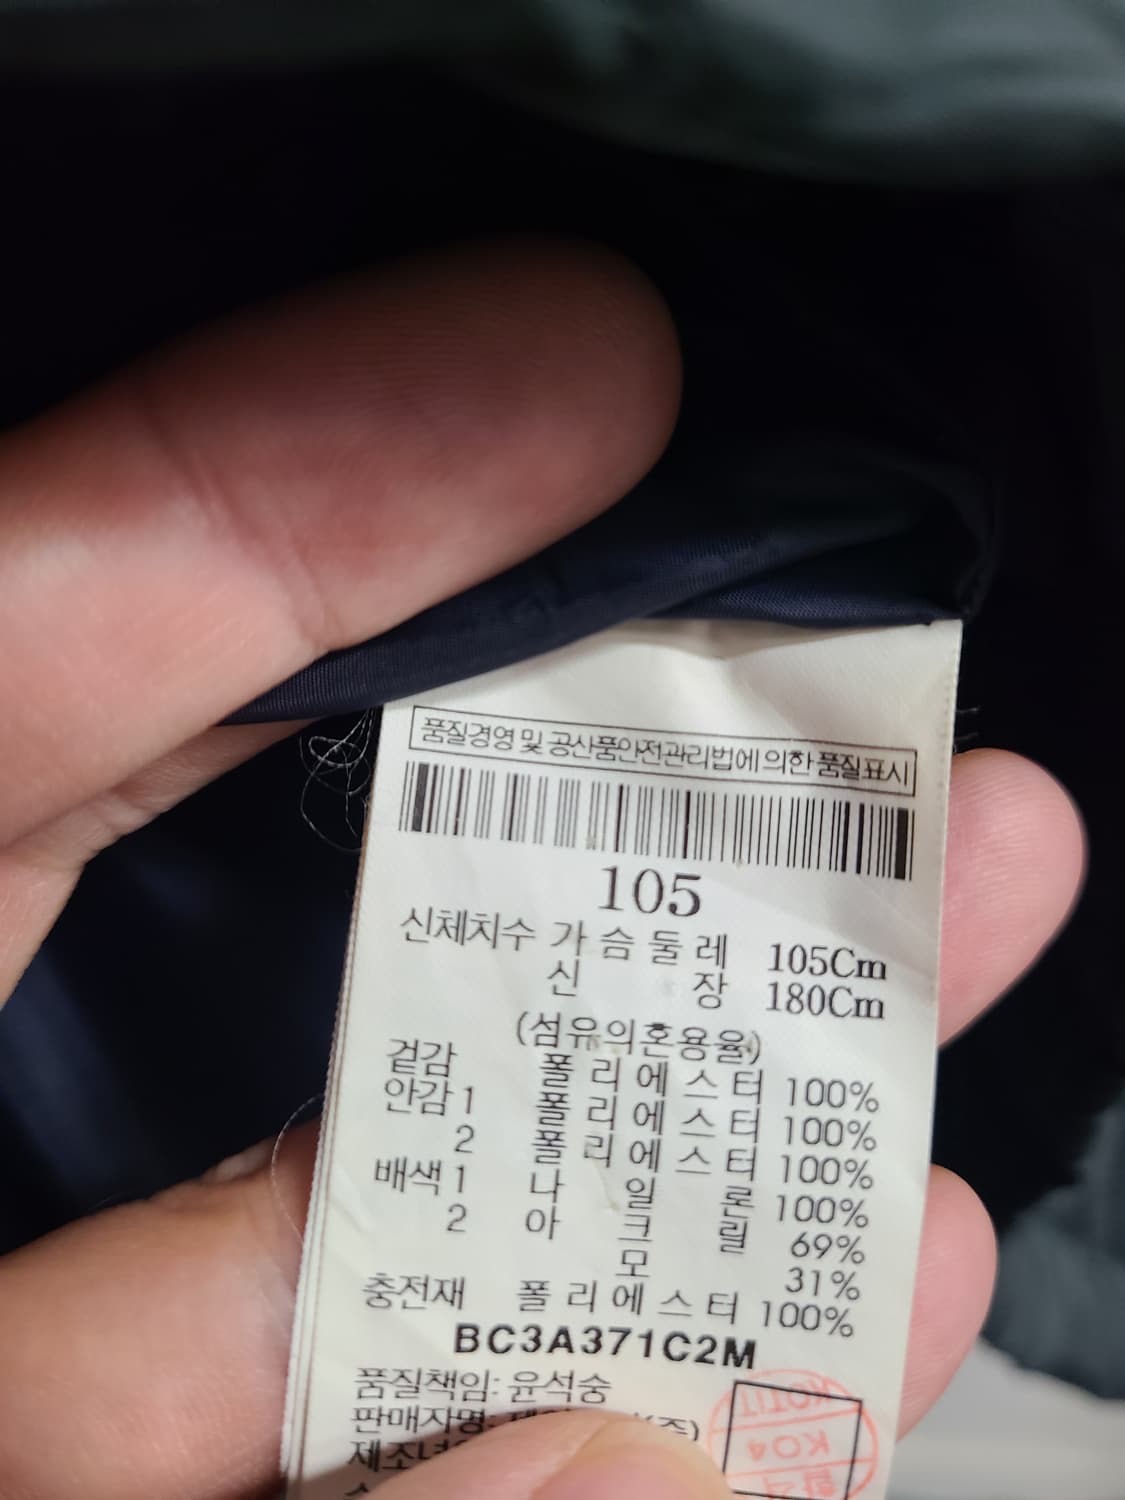 품질경영 및 공산품안전관리법에 의한 품질표시
105
신체치수 가 슴 둘 레 105Cm
신 장 180Cm
(섬유의혼용율)
겉감 폴 리 에 스 터 100%
안감 1 폴 리 에 스 터 100%
2 폴 리 에 스 터 100%
배색 1 나 일 론 100%
2 아 크 릴 69%
모 31%
충전재 폴 리 에 스 터 100%
BC3A371C2M
품질책임: 윤석숭
판매자명: (주)
KOTITI
K04
합격